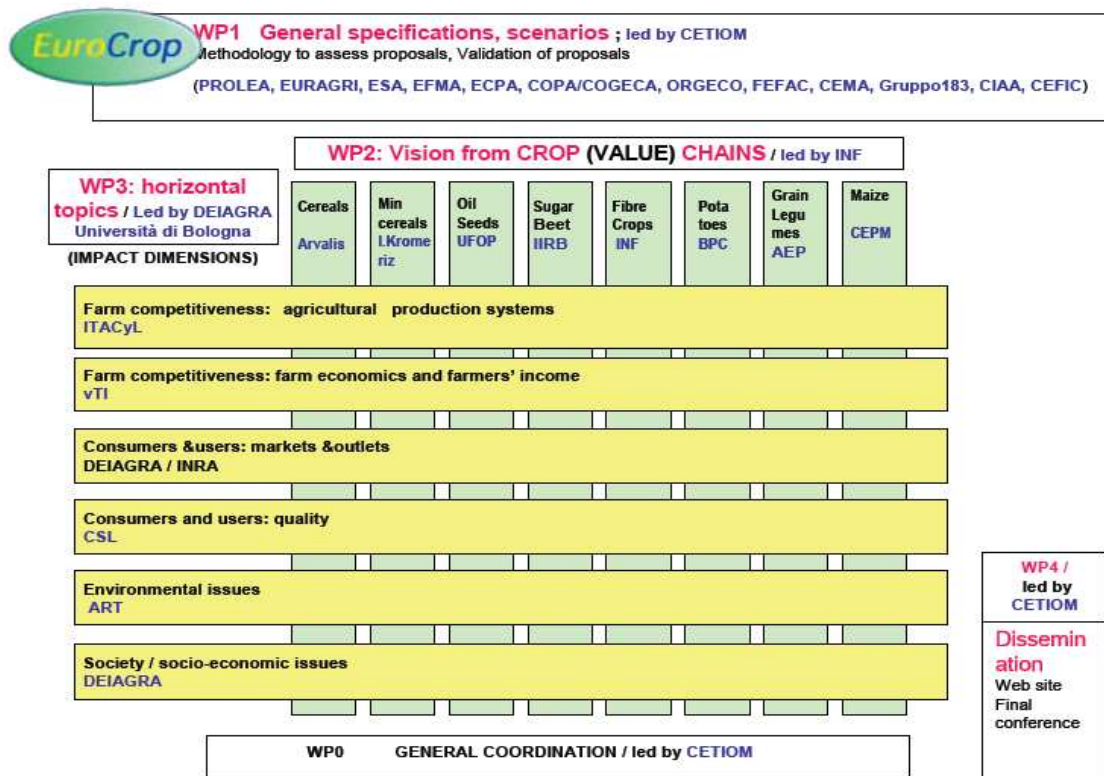 EuroCrop
WP1 General specifications, scenarios ; led by CETIOM
Methodology to assess proposals, Validation of proposals
(PROLEA, EURAGRI, ESA, EFMA, ECPA, COPA/COGECA, ORGECO, FEFAC, CEMA, Gruppo183, CIAA, CEFIC)
WP2: Vision from CROP (VALUE) CHAINS / led by INF
WP3: horizontal
topics / Led by DEIAGRA
Università di Bologna
(IMPACT DIMENSIONS)
Cereals
Arvalis
Min
cereals
I.Krome
riz
Oil
Seeds
UFOP
Sugar
Beet
IIRB
Fibre
Crops
INF
Pota
toes
BPC
Grain
Legu
mes
AEP
Maize
CEPM
Farm competitiveness: agricultural production systems
ITACyL
Farm competitiveness: farm economics and farmers' income
vTI
Consumers &users: markets &outlets
DEIAGRA / INRA
Consumers and users: quality
CSL
Environmental issues
ART
Society / socio-economic issues
DEIAGRA
WP4 /
led by
CETIOM
Dissemin
ation
Web site
Final
conference
WP0 GENERAL COORDINATION / led by CETIOM